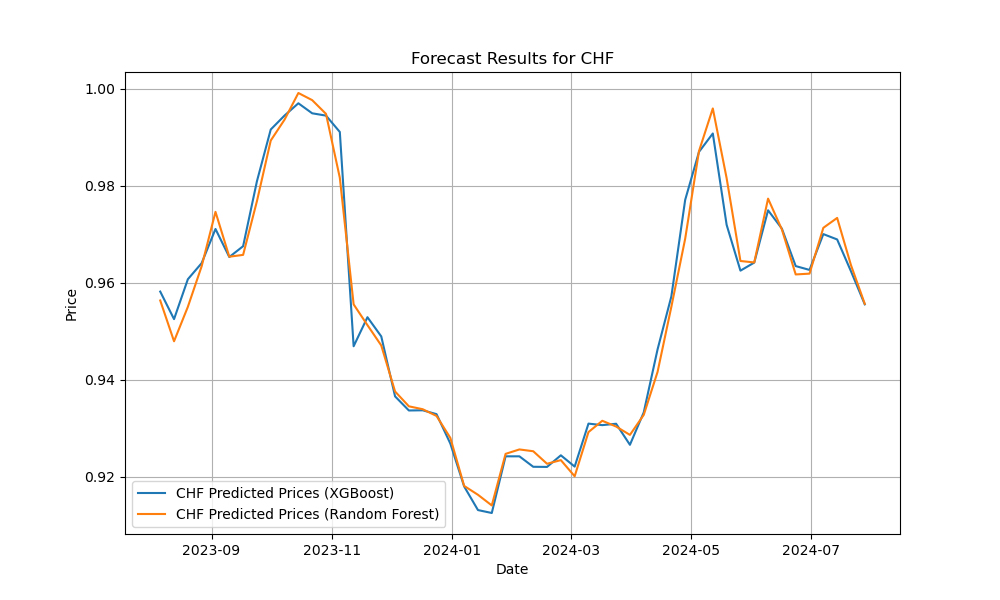 Forecast Results for CHF
Price
1.00
0.98
0.96
0.94
0.92
CHF Predicted Prices (XGBoost)
CHF Predicted Prices (Random Forest)
2023-09 2023-11 2024-01 2024-03 2024-05 2024-07
Date